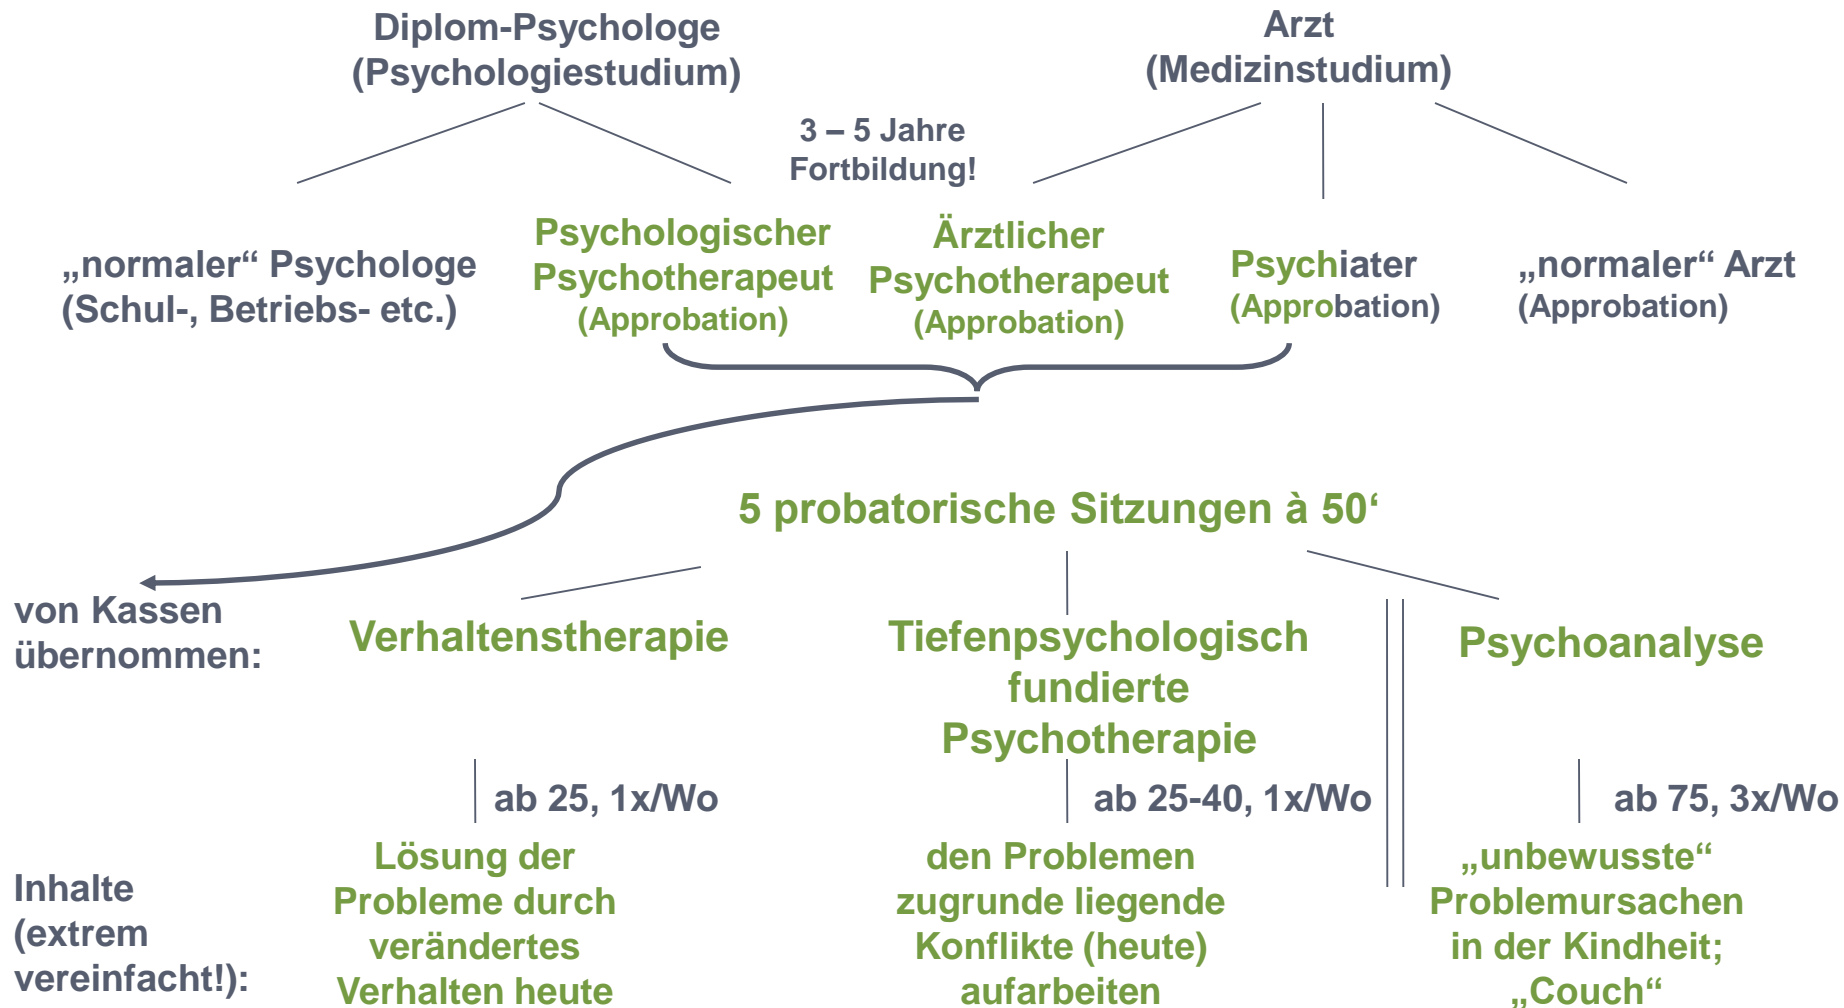 Diplom-Psychologe
(Psychologiestudium)
Arzt
(Medizinstudium)
3 – 5 Jahre
Fortbildung!
„normaler“ Psychologe
(Schul-, Betriebs- etc.)
Psychologischer
Psychotherapeut
(Approbation)
Ärztlicher
Psychotherapeut
(Approbation)
Psychiater
(Approbation)
„normaler“ Arzt
(Approbation)
5 probatorische Sitzungen à 50‘
von Kassen
übernommen:
Verhaltenstherapie
Tiefenpsychologisch
fundierte
Psychotherapie
Psychoanalyse
ab 25, 1x/Wo
ab 25-40, 1x/Wo
ab 75, 3x/Wo
Inhalte
(extrem
vereinfacht!):
Lösung der
Probleme durch
verändertes
Verhalten heute
den Problemen
zugrunde liegende
Konflikte (heute)
aufarbeiten
„unbewusste“
Problemursachen
in der Kindheit;
„Couch“